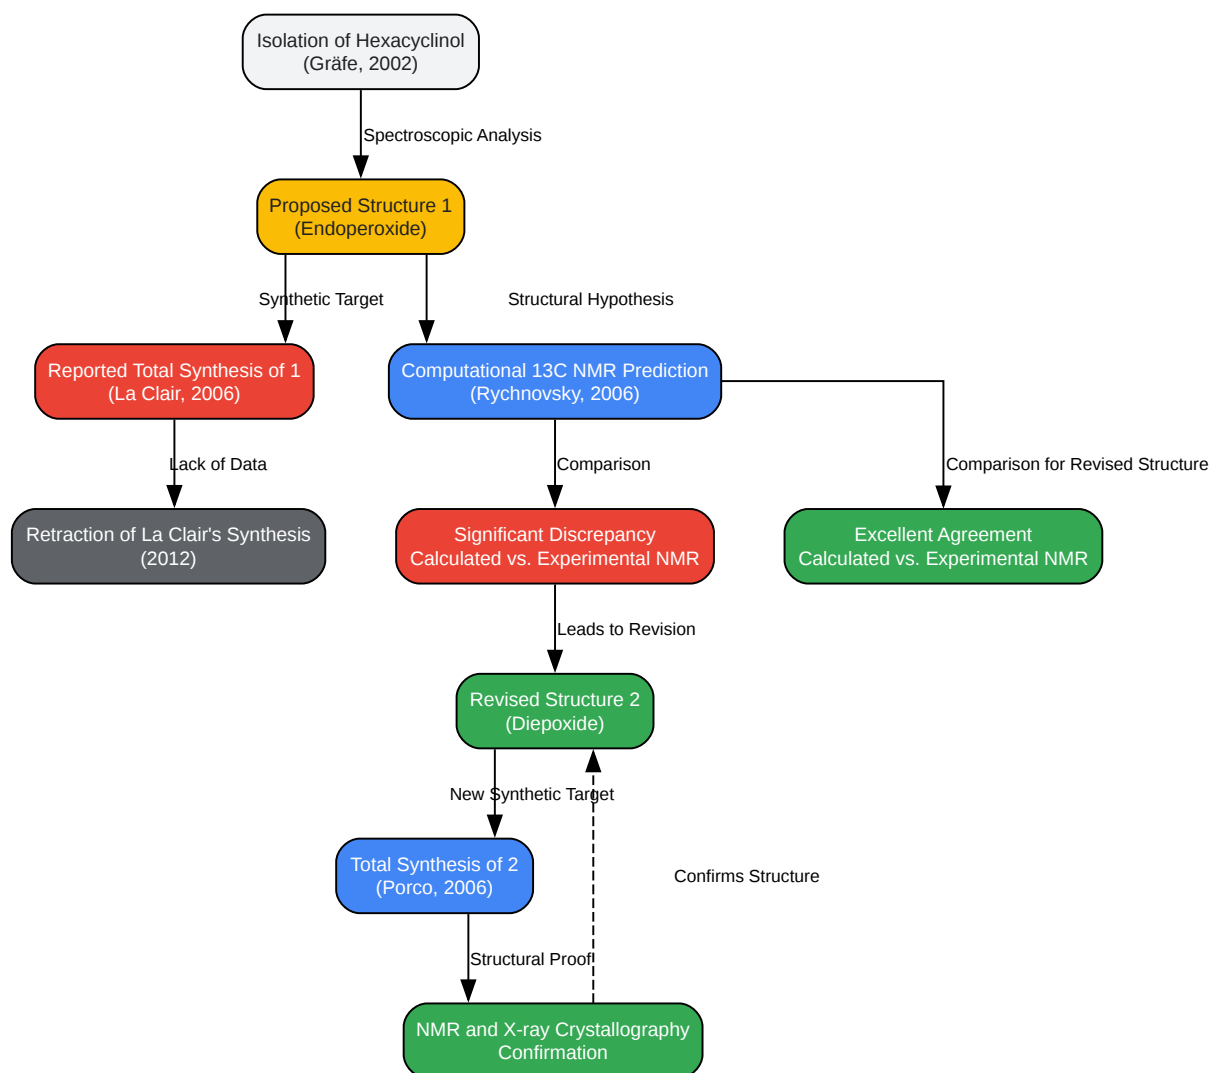 Isolation of Hexacyclinol
(Gräfe, 2002)
Spectroscopic Analysis
Proposed Structure 1
(Endoperoxide)
Synthetic Target
Structural Hypothesis
Reported Total Synthesis of 1
(La Clair, 2006)
Computational 13C NMR Prediction
(Rychnovsky, 2006)
Lack of Data
Comparison
Comparison for Revised Structure
Retraction of La Clair's Synthesis
(2012)
Significant Discrepancy
Calculated vs. Experimental NMR
Excellent Agreement
Calculated vs. Experimental NMR
Leads to Revision
Revised Structure 2
(Diepoxide)
New Synthetic Target
Total Synthesis of 2
(Porco, 2006)
Confirms Structure
Structural Proof
NMR and X-ray Crystallography
Confirmation